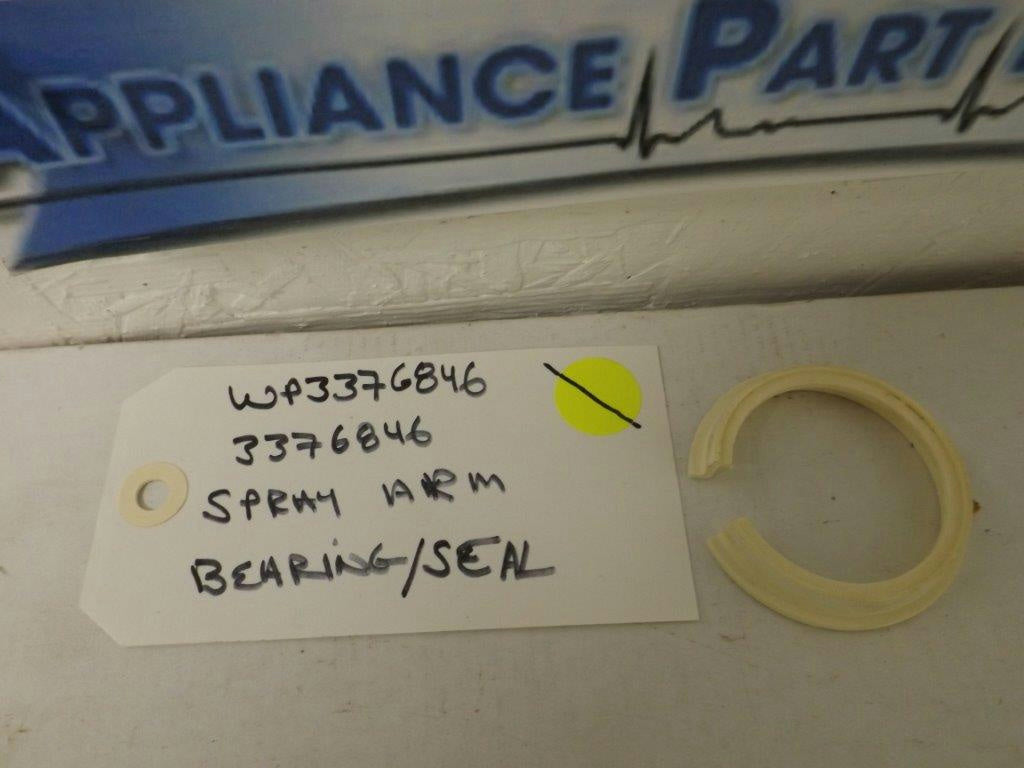 APPLIANCE PART
WP3376846
3376846
SPRAY ARM
BEARING/SEAL